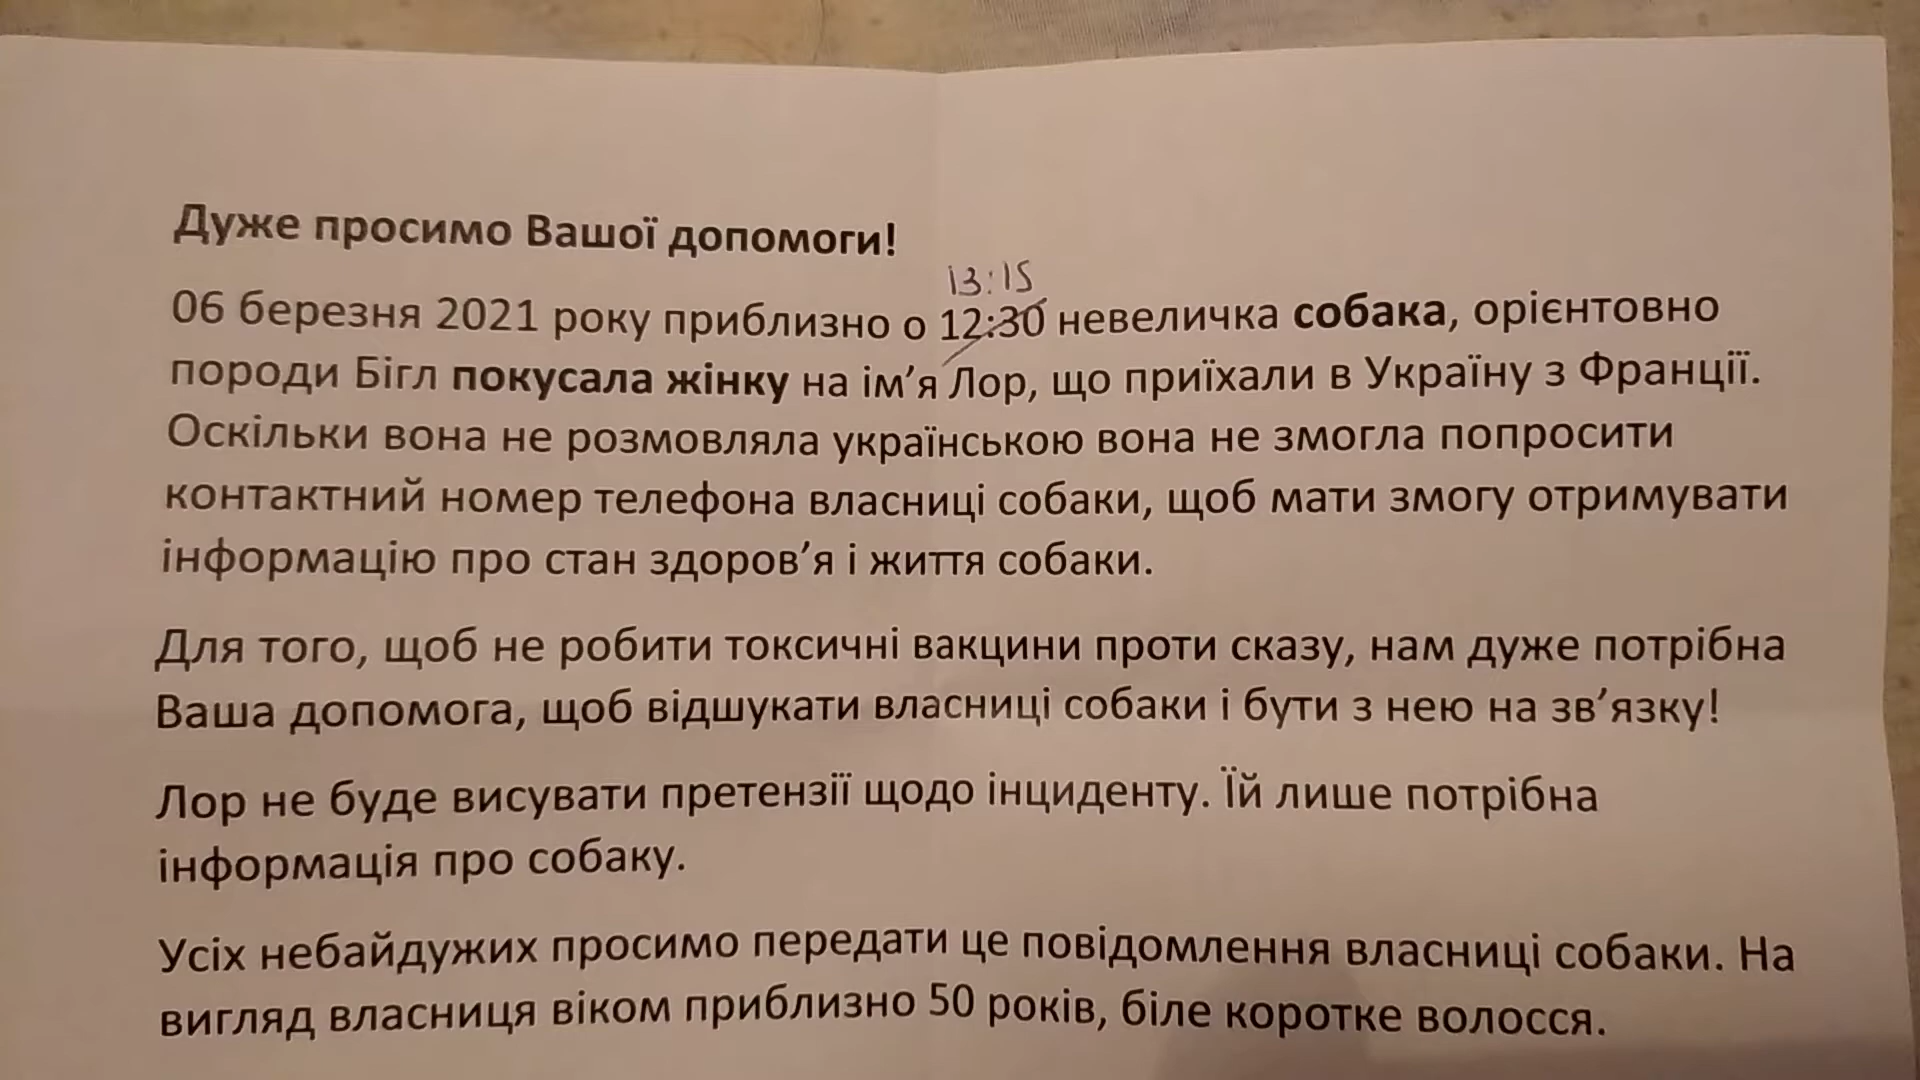 Дуже просимо Вашої допомоги!
13:15
06 березня 2021 року приблизно о 12:30 невеличка собака, орієнтовно
породи Бігл покусала жінку на ім’я Лор, що приїхали в Україну з Франції.
Оскільки вона не розмовляла українською вона не змогла попросити
контактний номер телефона власниці собаки, щоб мати змогу отримувати
інформацію про стан здоров’я і життя собаки.
Для того, щоб не робити токсичні вакцини проти сказу, нам дуже потрібна
Ваша допомога, щоб відшукати власниці собаки і бути з нею на зв’язку!
Лор не буде висувати претензії щодо інциденту. Їй лише потрібна
інформація про собаку.
Усіх небайдужих просимо передати це повідомлення власниці собаки. На
вигляд власниця віком приблизно 50 років, біле коротке волосся.